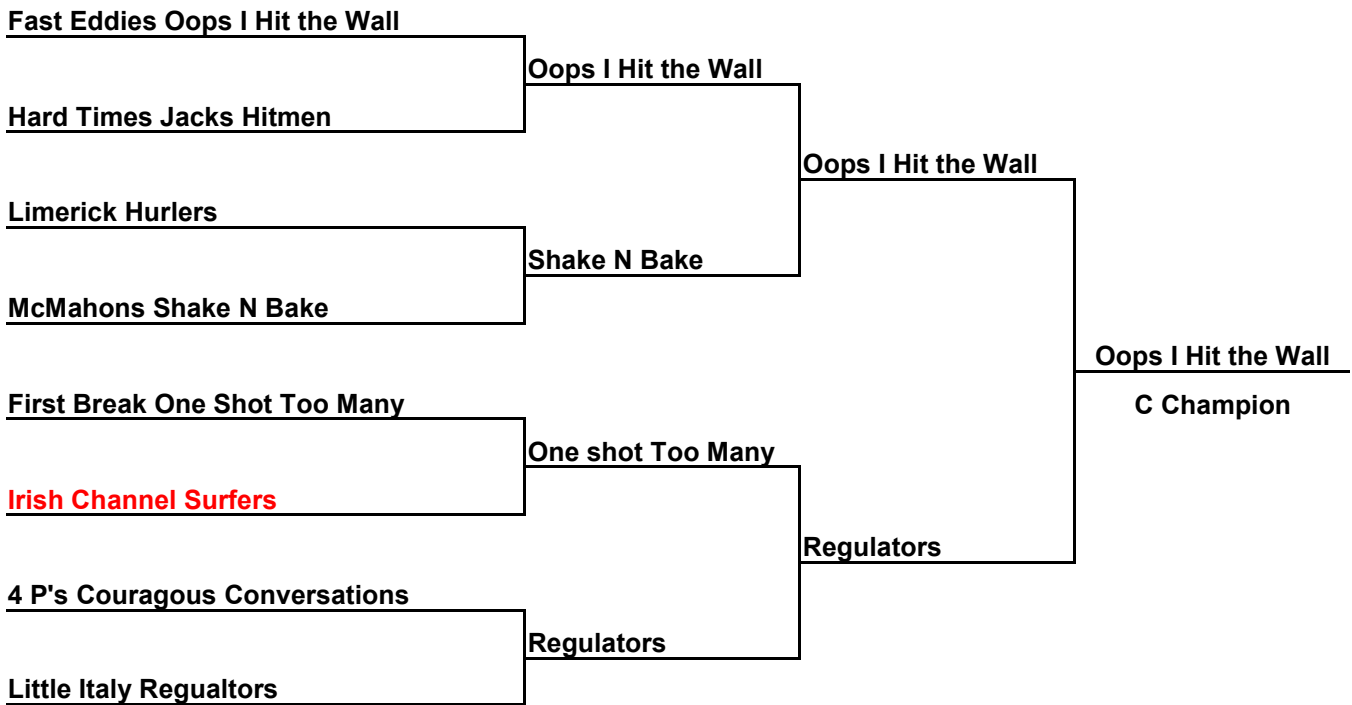 Fast Eddies Oops I Hit the Wall
Oops I Hit the Wall
Hard Times Jacks Hitmen
Oops I Hit the Wall
Limerick Hurlers
Shake N Bake
McMahons Shake N Bake
Oops I Hit the Wall
First Break One Shot Too Many
C Champion
One shot Too Many
Irish Channel Surfers
Regulators
4 P's Couragous Conversations
Regulators
Little Italy Regualtors